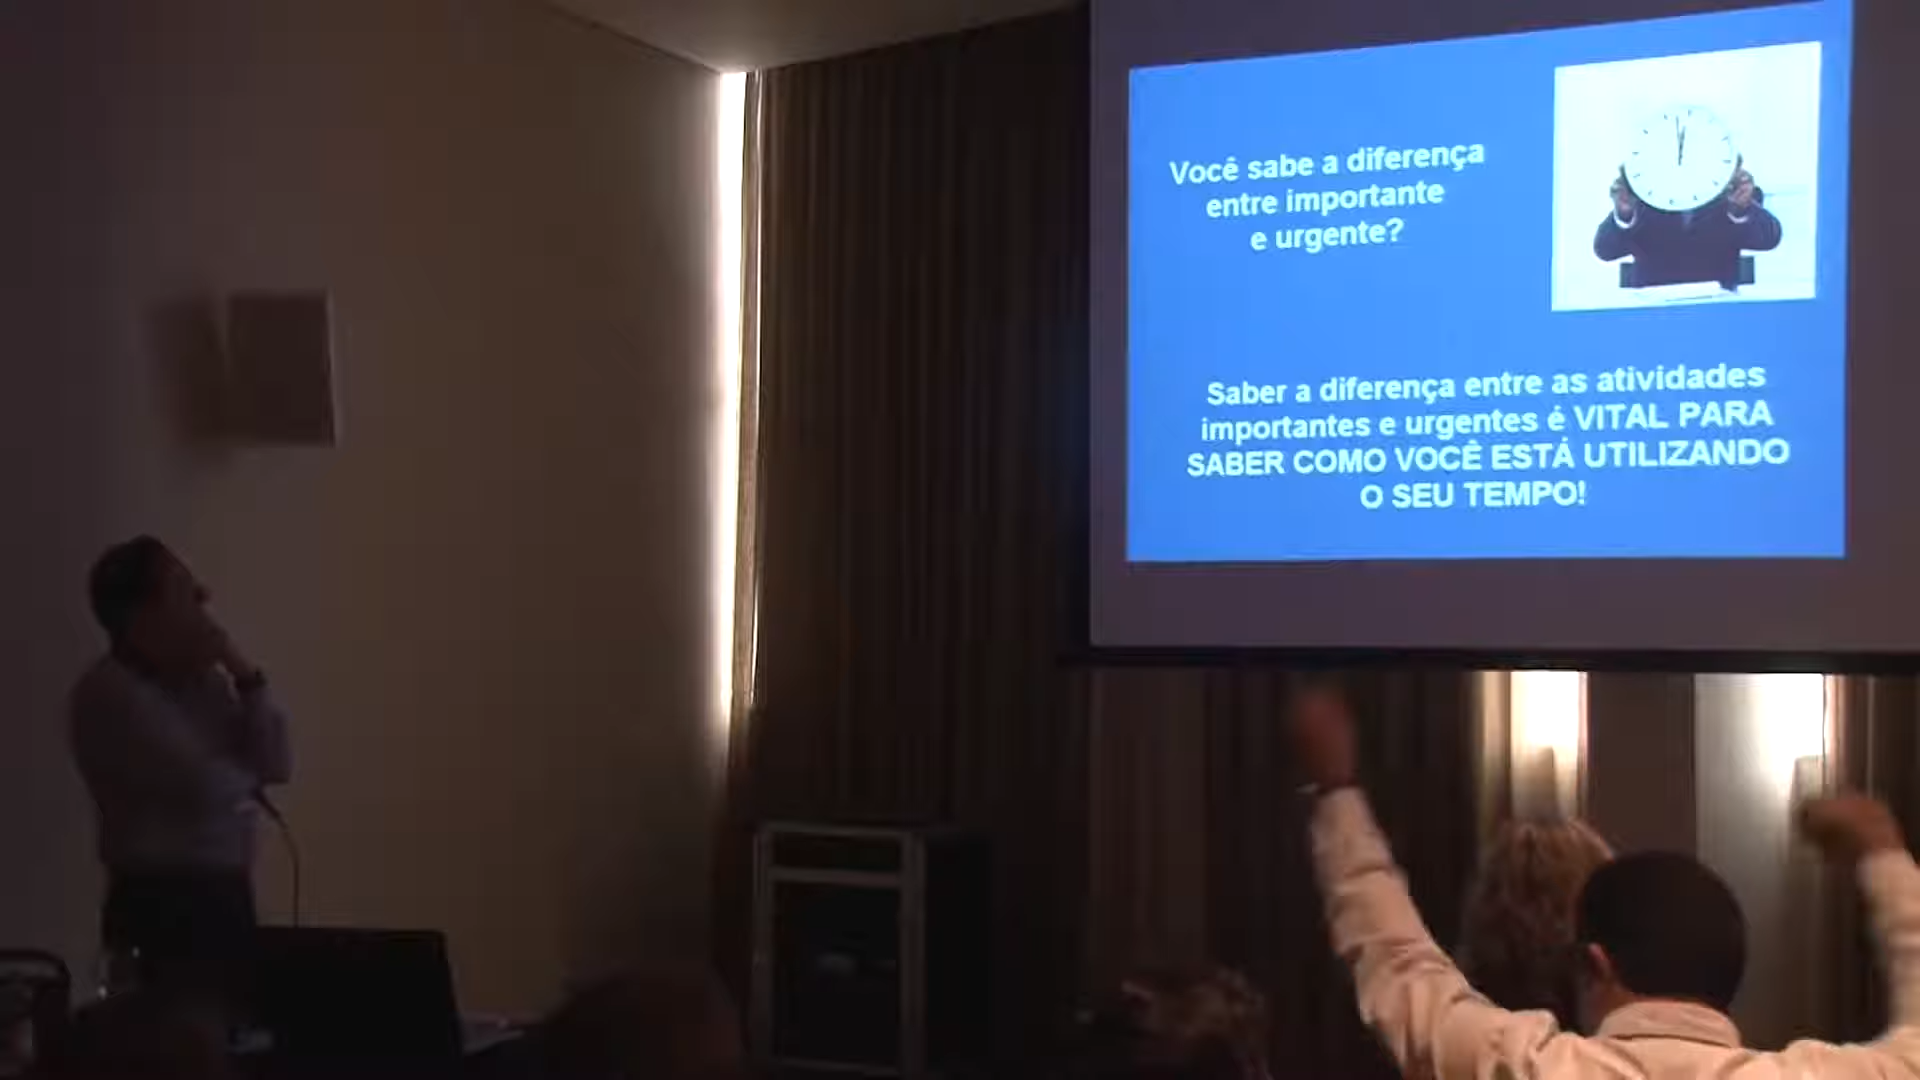 Você sabe a diferença
entre importante
e urgente?
Saber a diferença entre as atividades
importantes e urgentes é VITAL PARA
SABER COMO VOCÊ ESTÁ UTILIZANDO
O SEU TEMPO!